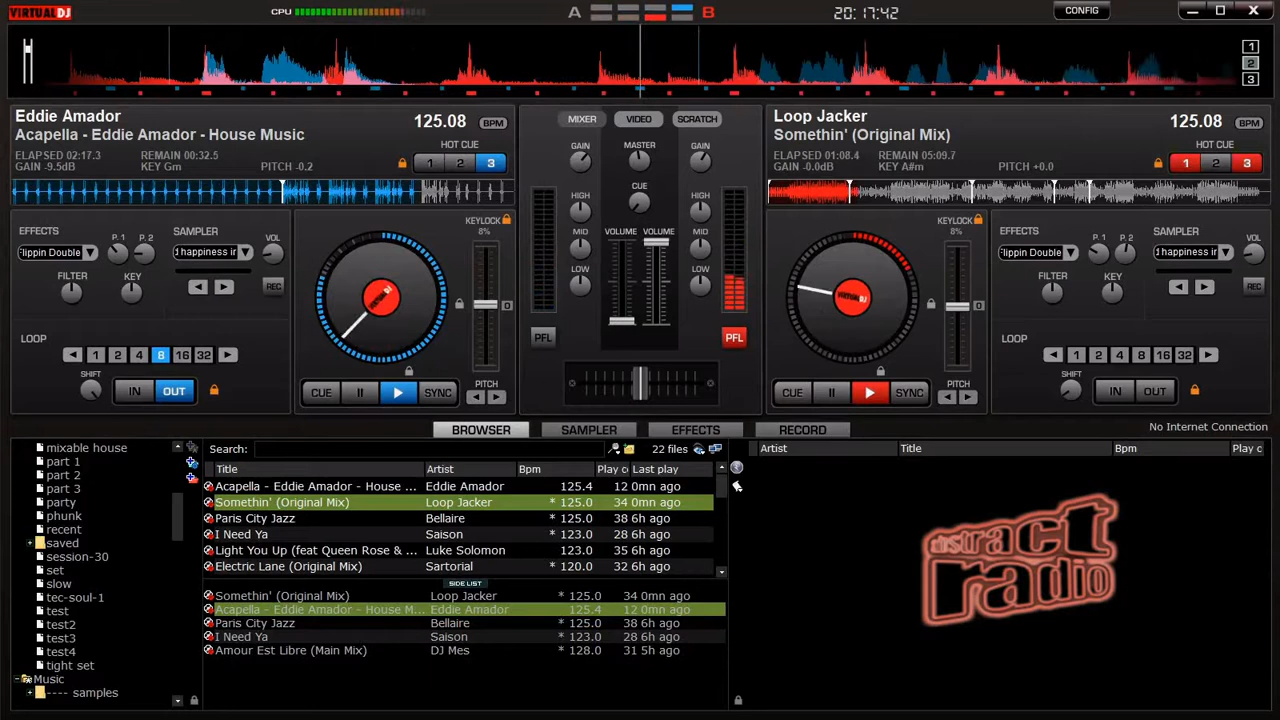 VIRTUAL DJ
CPU
A
B
20:17:42
CONFIG
1
2
3
Eddie Amador
Acapella - Eddie Amador - House Music
125.08
BPM
ELAPSED 02:17.3
REMAIN 00:32.5
GAIN -9.5dB
KEY Gm
PITCH -0.2
HOT CUE
1
2
3
MIXER
VIDEO
SCRATCH
Loop Jacker
Somethin' (Original Mix)
125.08
BPM
ELAPSED 01:08.4
REMAIN 05:09.7
GAIN -0.0dB
KEY A#m
PITCH +0.0
HOT CUE
1
2
3
EFFECTS
P. 1
P. 2
SAMPLER
VOL
flippin Double
1 happiness ir
FILTER
KEY
REC
LOOP
1
2
4
8
16
32
SHIFT
IN
OUT
KEYLOCK
8%
CUE
SYNC
PITCH
GAIN
MASTER
GAIN
HIGH
CUE
HIGH
MID
VOLUME
VOLUME
MID
LOW
LOW
PFL
PFL
KEYLOCK
8%
CUE
SYNC
PITCH
EFFECTS
P. 1
P 2
SAMPLER
VOL
flippin Double
1 happiness ir
FILTER
KEY
REC
LOOP
1
2
4
8
16
32
SHIFT
IN
OUT
BROWSER
SAMPLER
EFFECTS
RECORD
No Internet Connection
mixable house
part 1
part 2
part 3
party
phunk
recent
saved
session-30
set
slow
tec-soul-1
test
test2
test3
test4
tight set
Music
---- samples
Search:
22 files
Title Artist Bpm Play c Last play
Acapella - Eddie Amador - House ... Eddie Amador 125.4 12 0mn ago
Somethin' (Original Mix) Loop Jacker * 125.0 34 0mn ago
Paris City Jazz Bellaire * 125.0 38 6h ago
I Need Ya Saison * 123.0 28 6h ago
Light You Up (feat Queen Rose & ... Luke Solomon 123.0 35 6h ago
Electric Lane (Original Mix) Sartorial * 120.0 32 6h ago
SIDE LIST
Somethin' (Original Mix) Loop Jacker * 125.0 34 0mn ago
Acapella - Eddie Amador - House M... Eddie Amador 125.4 12 0mn ago
Paris City Jazz Bellaire * 125.0 38 6h ago
I Need Ya Saison * 123.0 28 6h ago
Amour Est Libre (Main Mix) DJ Mes * 128.0 31 5h ago
Artist Title Bpm Play c
abstract
radio